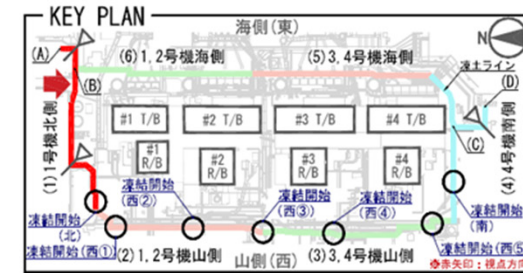 KEY PLAN
海側(東)
N
(A)
(6)1,2号機海側
(5)3,4号機海側
凍土ライン
(B)
(D)
(1)1号機北側
#1 T/B
#2 T/B
#3 T/B
#4 T/B
(C)
(4)4号機南側
#1
R/B
#2
R/B
#3
R/B
#4
R/B
凍結開始
(西②)
凍結開始
(西③)
凍結開始
(西④)
凍結開始
(北)
凍結開始
(南)
凍結開始(西①)
(2)1,2号機山側
(3)3,4号機山側
凍結開始(西⑤)
山側(西)
※赤矢印:視点方向